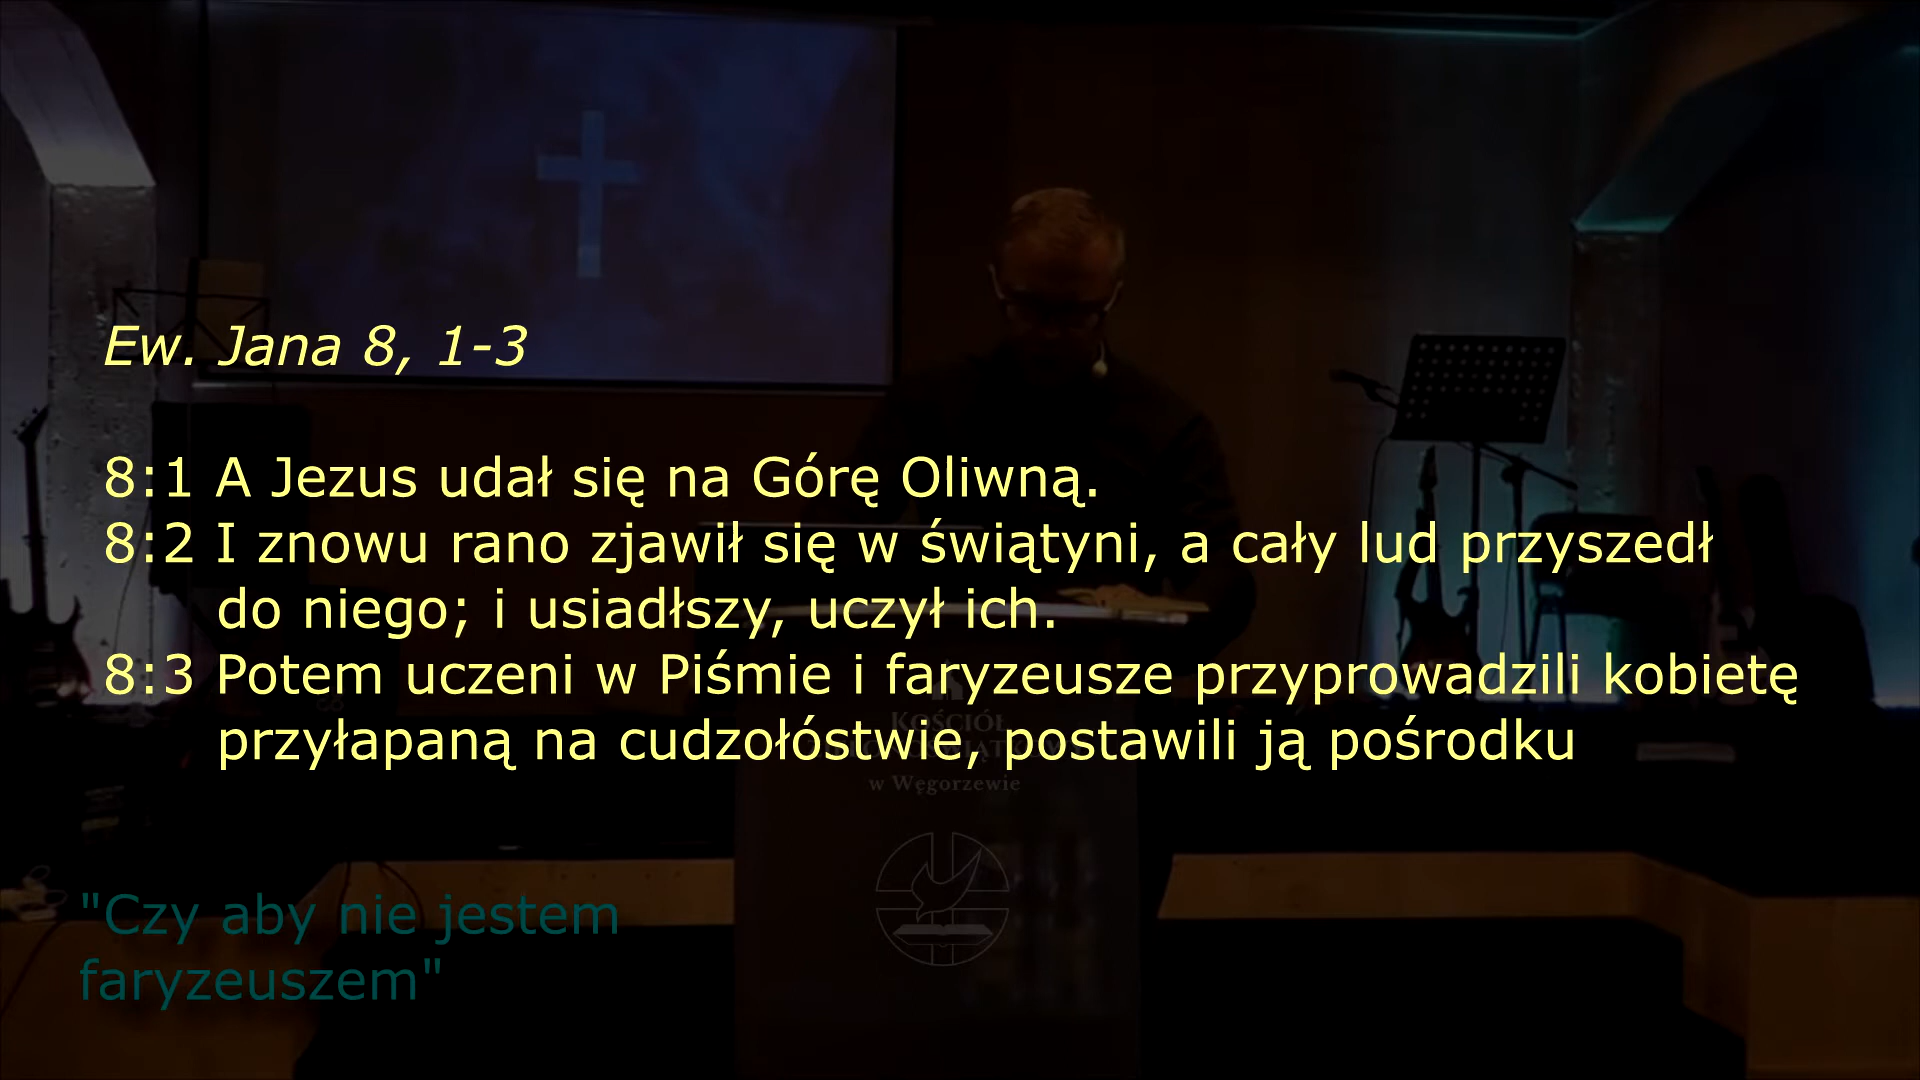 Ew. Jana 8, 1-3
8:1 A Jezus udał się na Górę Oliwną.
8:2 I znowu rano zjawił się w świątyni, a cały lud przyszedł
do niego; i usiadłszy, uczył ich.
8:3 Potem uczeni w Piśmie i faryzeusze przyprowadzili kobietę
przyłapaną na cudzołóstwie, postawili ją pośrodku
KOŚCIÓŁ
w Węgorzewie
"Czy aby nie jestem
faryzeuszem"